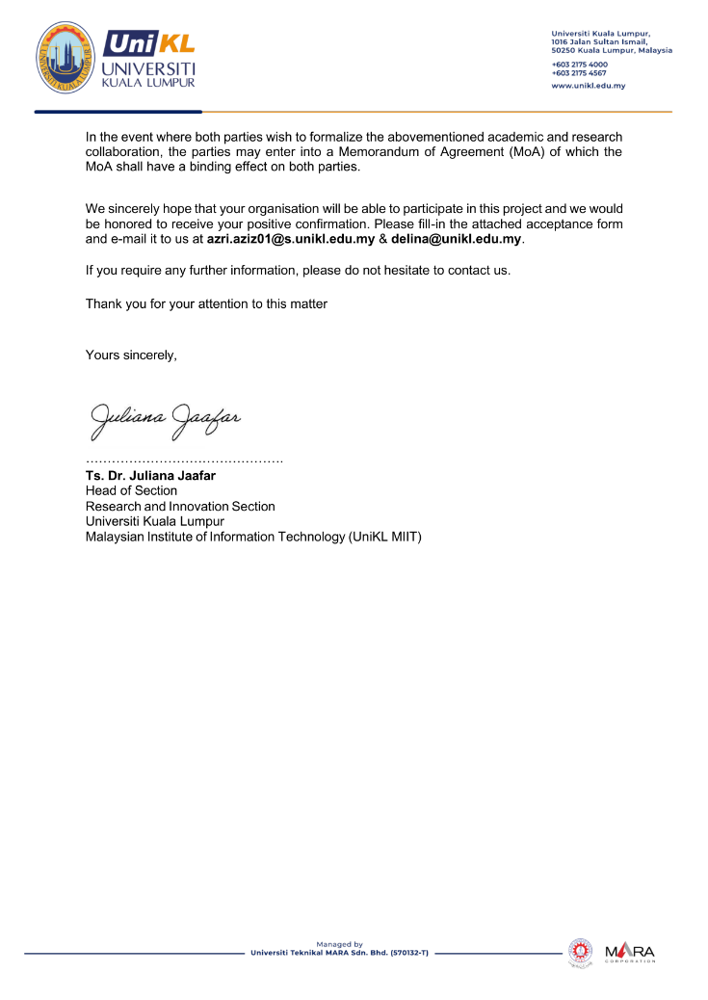 UniKL
UNIVERSITI
KUALA LUMPUR
Universiti Kuala Lumpur,
1016 Jalan Sultan Ismail,
50250 Kuala Lumpur, Malaysia
+603 2175 4000
+603 2175 4567
www.unikl.edu.my
In the event where both parties wish to formalize the abovementioned academic and research
collaboration, the parties may enter into a Memorandum of Agreement (MoA) of which the
MoA shall have a binding effect on both parties.
We sincerely hope that your organisation will be able to participate in this project and we would
be honored to receive your positive confirmation. Please fill-in the attached acceptance form
and e-mail it to us at azri.aziz01@s.unikl.edu.my & delina@unikl.edu.my.
If you require any further information, please do not hesitate to contact us.
Thank you for your attention to this matter
Yours sincerely,
Juliana Jaafar
……………………………………….
Ts. Dr. Juliana Jaafar
Head of Section
Research and Innovation Section
Universiti Kuala Lumpur
Malaysian Institute of Information Technology (UniKL MIIT)
Managed by
Universiti Teknikal MARA Sdn. Bhd. (570132-T)
MARA
CORPORATION